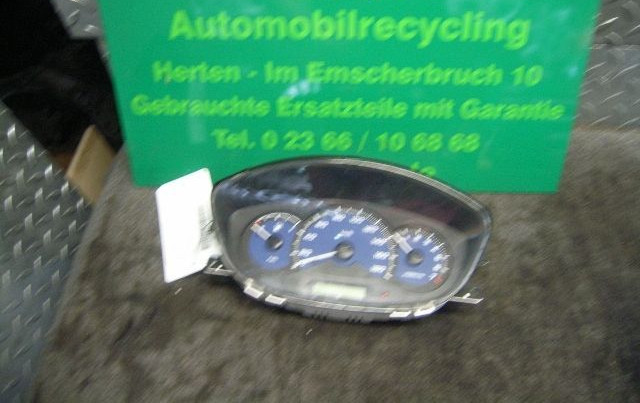 Automobilrecycling
Herten - Im Emscherbruch 10
Gebrauchte Ersatzteile mit Garantie
Tel. 0 23 66 / 10 68 68